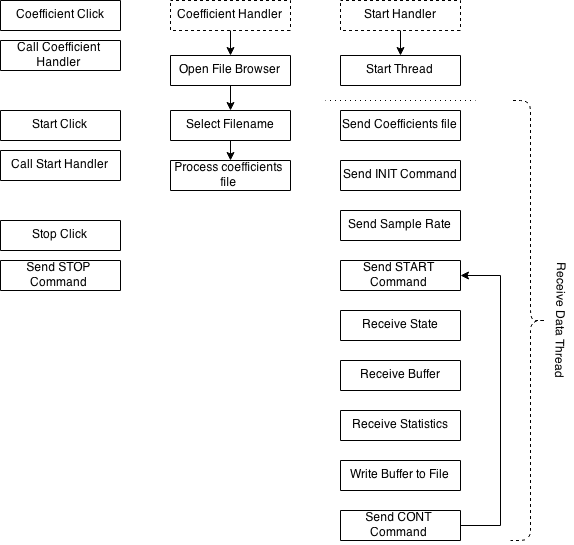 Coefficient Click
Call Coefficient
Handler
Start Click
Call Start Handler
Stop Click
Send STOP
Command
Coefficient Handler
Open File Browser
Select Filename
Process coefficients
file
Start Handler
Start Thread
Send Coefficients file
Send INIT Command
Send Sample Rate
Send START
Command
Receive State
Receive Buffer
Receive Statistics
Write Buffer to File
Send CONT
Command
Receive Data Thread